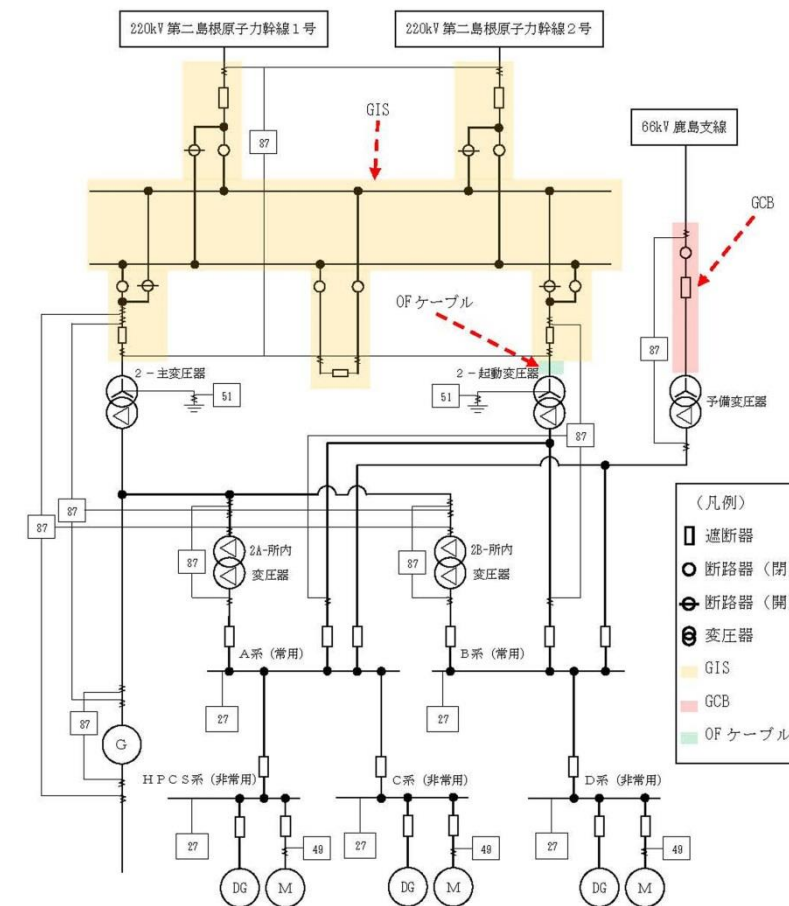 220kV 第二島根原子力幹線1号
220kV 第二島根原子力幹線2号
GIS
66kV 鹿島支線
87
GCB
OFケーブル
87
2-主変圧器
51
2-起動変圧器
51
予備変圧器
87
87
87
2A-所内
変圧器
87
2B-所内
変圧器
87
(凡例)
遮断器
断路器(閉
断路器(開
変圧器
GIS
GCB
OFケーブル
A系(常用)
B系(常用)
27
27
87
G
HPCS系(非常用)
C系(非常用)
D系(非常用)
27
49
27
49
27
49
DG
M
DG
M
DG
M